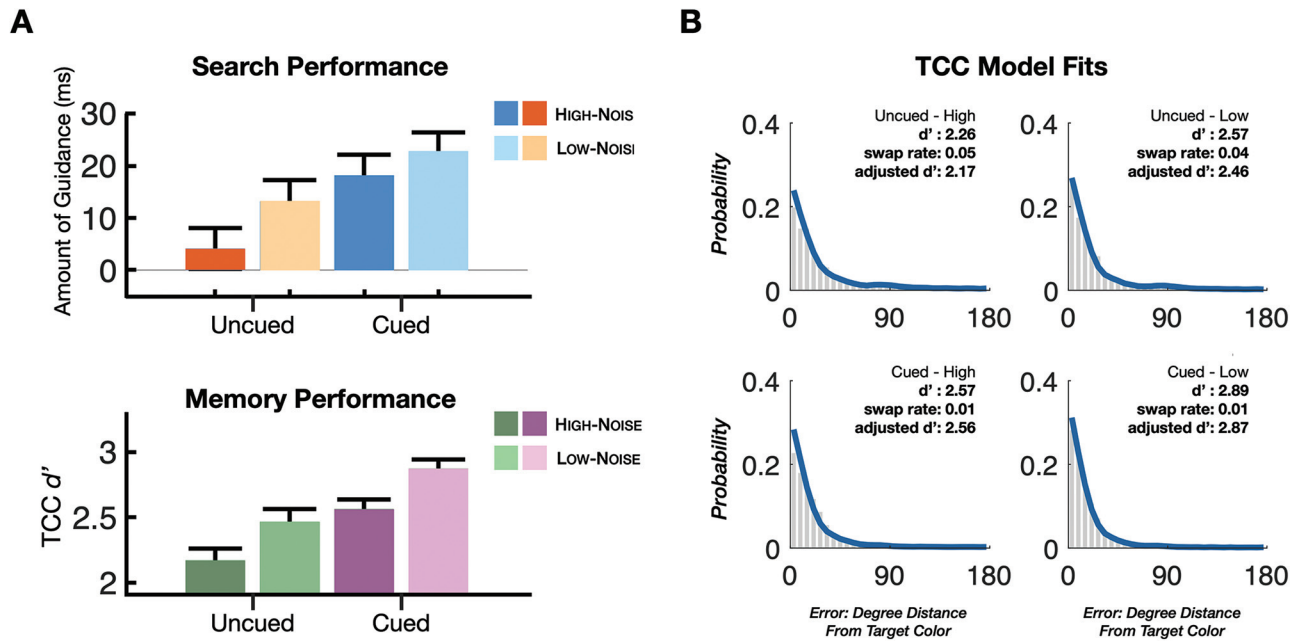 A
Search Performance
Amount of Guidance (ms)
30
20
10
0
HIGH-NOIS
LOW-NOISI
Uncued
Cued
Memory Performance
TCC d'
3
2.5
2
HIGH-NOISE
LOW-NOISE
Uncued
Cued
B
TCC Model Fits
Probability
0.4
0.2
0
Uncued - High
d' : 2.26
swap rate: 0.05
adjusted d': 2.17
0
90
180
0.4
0.2
0
Uncued - Low
d' : 2.57
swap rate: 0.04
adjusted d': 2.46
0
90
180
Probability
0.4
0.2
0
Cued - High
d' : 2.57
swap rate: 0.01
adjusted d': 2.56
0
90
180
Error: Degree Distance
From Target Color
0.4
0.2
0
Cued - Low
d' : 2.89
swap rate: 0.01
adjusted d': 2.87
0
90
180
Error: Degree Distance
From Target Color